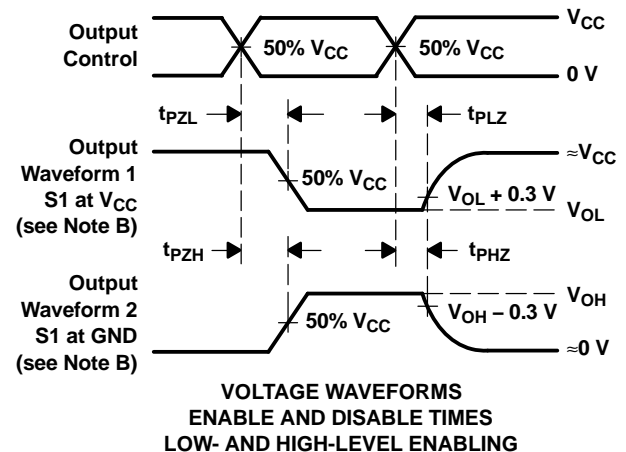 Output
Control
50% VCC
50% VCC
VCC
0 V
tPZL
tPLZ
Output
Waveform 1
S1 at VCC
(see Note B)
50% VCC
≈VCC
VOL + 0.3 V
VOL
tPZH
tPHZ
Output
Waveform 2
S1 at GND
(see Note B)
50% VCC
VOH
VOH − 0.3 V
≈0 V
VOLTAGE WAVEFORMS
ENABLE AND DISABLE TIMES
LOW- AND HIGH-LEVEL ENABLING